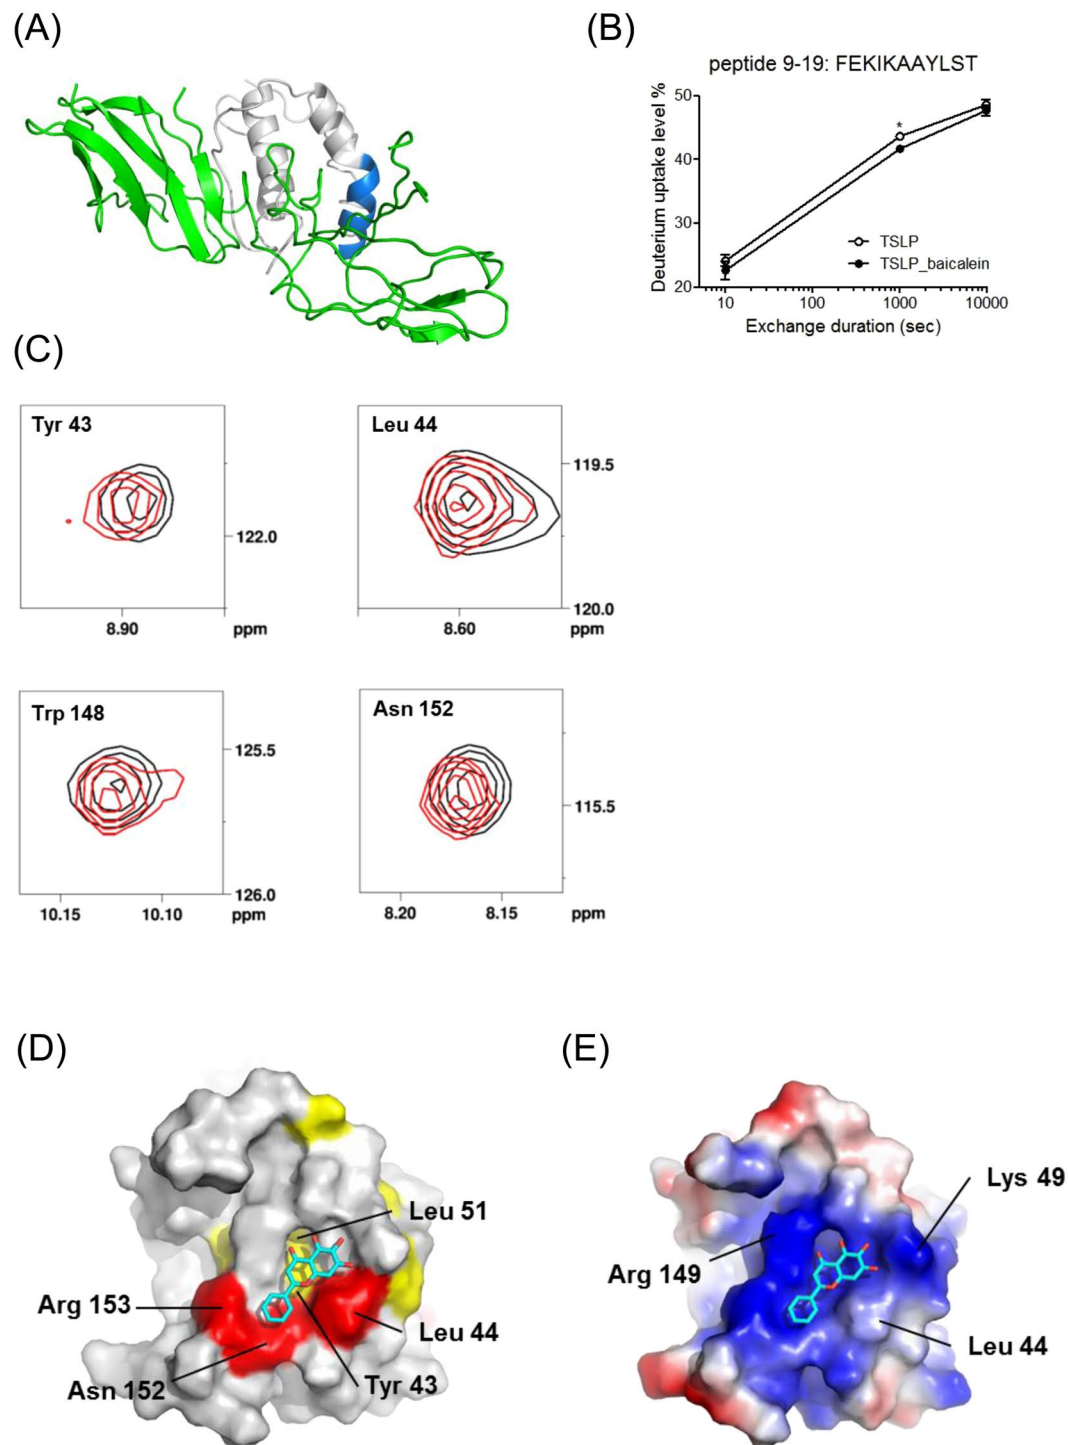 (A)
(B)
peptide 9-19: FEKIKAAYLST
Deuterium uptake level %
50
40
30
20
*
TSLP
TSLP_baicalein
10
100
1000
10000
Exchange duration (sec)
(C)
Tyr 43
122.0
8.90
ppm
Leu 44
119.5
120.0
8.60
ppm
Trp 148
125.5
126.0
10.15
10.10
ppm
Asn 152
115.5
8.20
8.15
ppm
(D)
Leu 51
Arg 153
Leu 44
Asn 152
Tyr 43
(E)
Lys 49
Arg 149
Leu 44